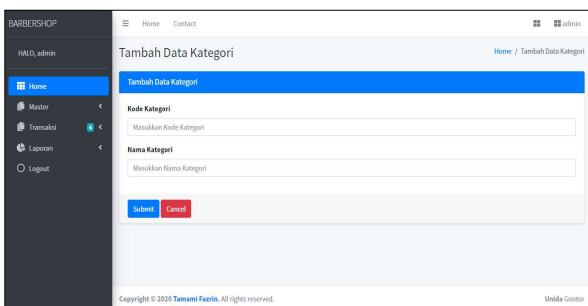 BARBERSHOP
Home Contact
admin
HALO, admin
Tambah Data Kategori
Home / Tambah Data Kategori
Home
Master
Transaksi 6
Laporan
Logout
Tambah Data Kategori
Kode Kategori
Masukkan Kode Kategori
Nama Kategori
Masukkan Nama Kategori
Submit Cancel
Copyright © 2020 Tamami Fazrin. All rights reserved.
Unida Gontor